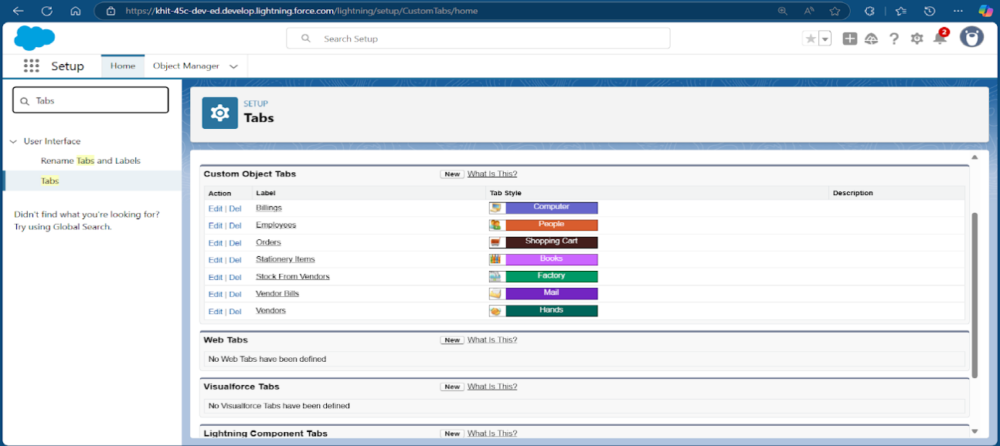 https://khit-45c-dev-ed.develop.lightning.force.com/lightning/setup/CustomTabs/home
Search Setup
2
Setup
Home
Object Manager
Tabs
User Interface
Rename Tabs and Labels
Tabs
Didn't find what you're looking for?
Try using Global Search.
SETUP
Tabs
Custom Object Tabs New What Is This?
Action Label Tab Style Description
Edit | Del Billings Computer
Edit | Del Employees People
Edit | Del Orders Shopping Cart
Edit | Del Stationery Items Books
Edit | Del Stock From Vendors Factory
Edit | Del Vendor Bills Mail
Edit | Del Vendors Hands
Web Tabs New What Is This?
No Web Tabs have been defined
Visualforce Tabs New What Is This?
No Visualforce Tabs have been defined
Lightning Component Tabs New What Is This?